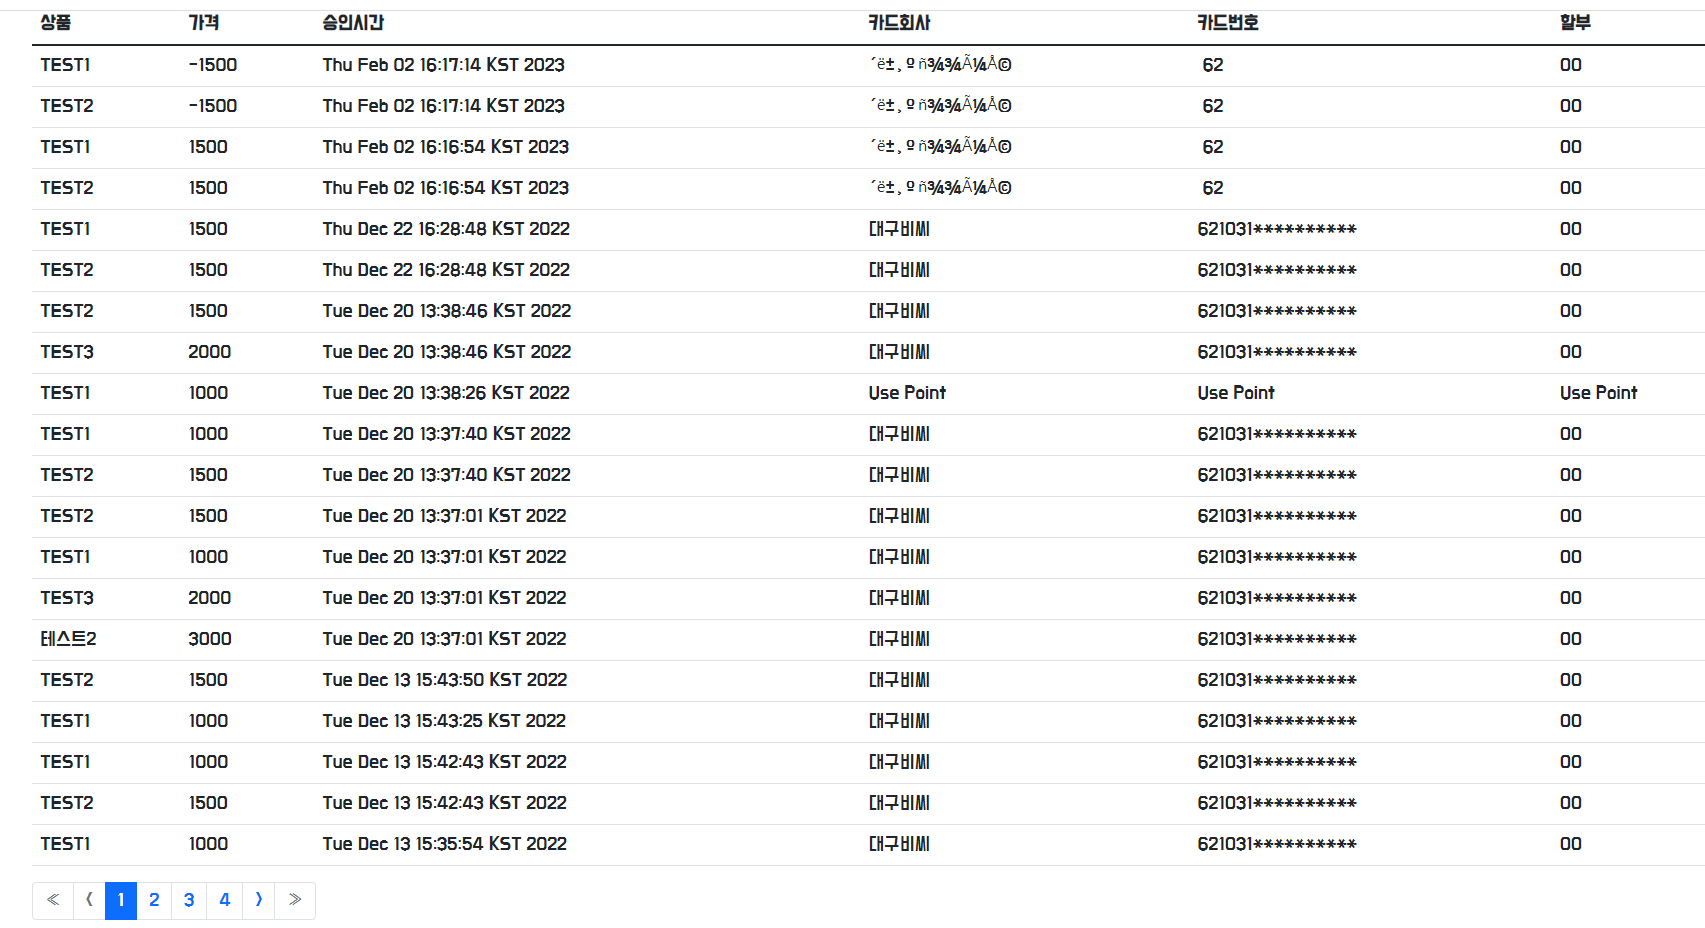 상품 가격 승인시간 카드회사 카드번호 할부
TEST1 -1500 Thu Feb 02 16:17:14 KST 2023 ´ë±¸ºñ¾¾Ã¼Å© 62 00
TEST2 -1500 Thu Feb 02 16:17:14 KST 2023 ´ë±¸ºñ¾¾Ã¼Å© 62 00
TEST1 1500 Thu Feb 02 16:16:54 KST 2023 ´ë±¸ºñ¾¾Ã¼Å© 62 00
TEST2 1500 Thu Feb 02 16:16:54 KST 2023 ´ë±¸ºñ¾¾Ã¼Å© 62 00
TEST1 1500 Thu Dec 22 16:28:48 KST 2022 대구비씨 621031********** 00
TEST2 1500 Thu Dec 22 16:28:48 KST 2022 대구비씨 621031********** 00
TEST2 1500 Tue Dec 20 13:38:46 KST 2022 대구비씨 621031********** 00
TEST3 2000 Tue Dec 20 13:38:46 KST 2022 대구비씨 621031********** 00
TEST1 1000 Tue Dec 20 13:38:26 KST 2022 Use Point Use Point Use Point
TEST1 1000 Tue Dec 20 13:37:40 KST 2022 대구비씨 621031********** 00
TEST2 1500 Tue Dec 20 13:37:40 KST 2022 대구비씨 621031********** 00
TEST2 1500 Tue Dec 20 13:37:01 KST 2022 대구비씨 621031********** 00
TEST1 1000 Tue Dec 20 13:37:01 KST 2022 대구비씨 621031********** 00
TEST3 2000 Tue Dec 20 13:37:01 KST 2022 대구비씨 621031********** 00
테스트2 3000 Tue Dec 20 13:37:01 KST 2022 대구비씨 621031********** 00
TEST2 1500 Tue Dec 13 15:43:50 KST 2022 대구비씨 621031********** 00
TEST1 1000 Tue Dec 13 15:43:25 KST 2022 대구비씨 621031********** 00
TEST1 1000 Tue Dec 13 15:42:43 KST 2022 대구비씨 621031********** 00
TEST2 1500 Tue Dec 13 15:42:43 KST 2022 대구비씨 621031********** 00
TEST1 1000 Tue Dec 13 15:35:54 KST 2022 대구비씨 621031********** 00
≪ ⟨ 1 2 3 4 ⟩ ≫